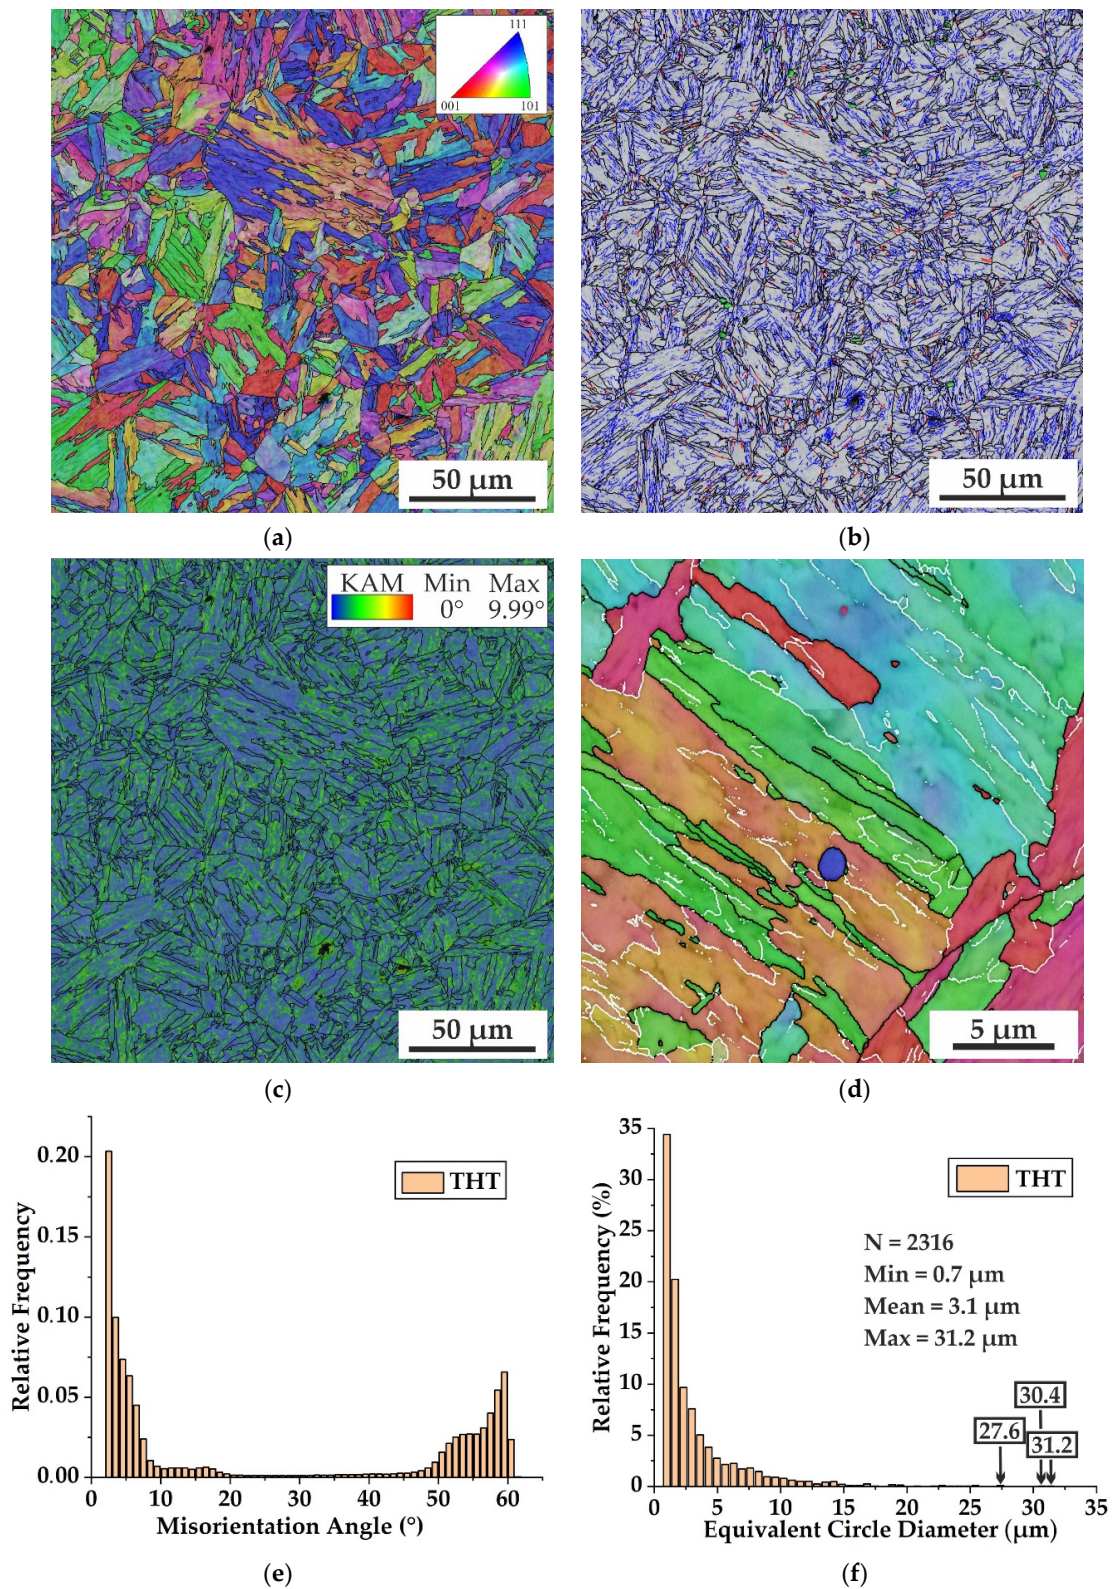 111
001 101
50 µm
50 µm
(a)
(b)
KAM Min Max
0° 9.99°
50 µm
5 µm
(c)
(d)
Relative Frequency
0.20
0.15
0.10
0.05
0.00
THT
0 10 20 30 40 50 60
Misorientation Angle (°)
(e)
Relative Frequency (%)
35
30
25
20
15
10
5
0
THT
N = 2316
Min = 0.7 µm
Mean = 3.1 µm
Max = 31.2 µm
30.4
27.6
31.2
0 5 10 15 20 25 30 35
Equivalent Circle Diameter (µm)
(f)